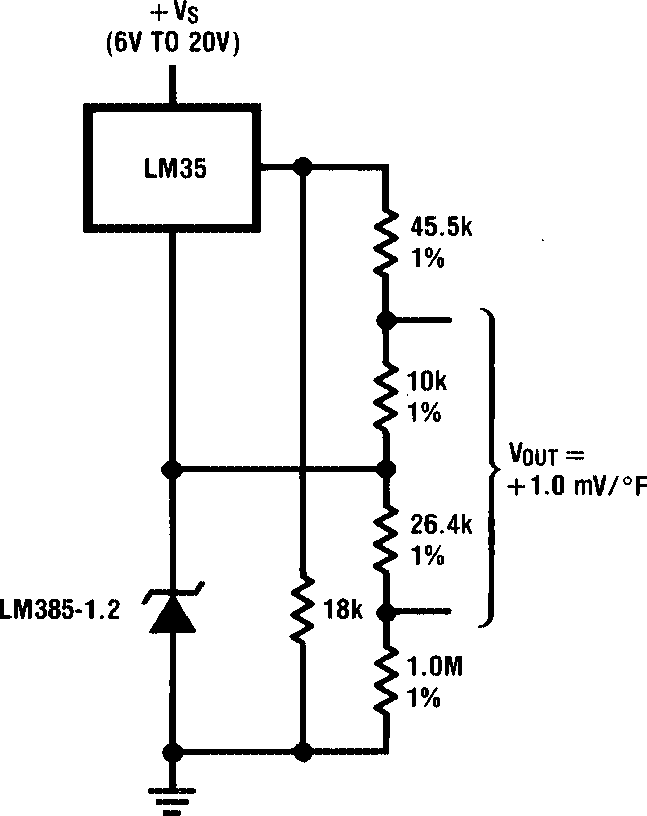 +VS
(6V TO 20V)
LM35
45.5k
1%
10k
1%
VOUT =
+1.0 mV/°F
26.4k
1%
LM385-1.2
18k
1.0M
1%